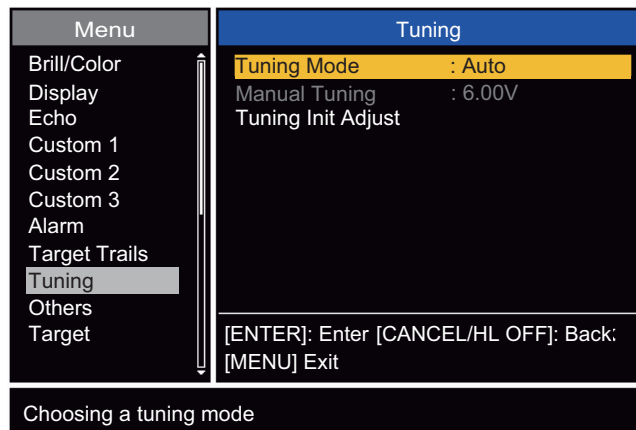 Menu
Brill/Color
Display
Echo
Custom 1
Custom 2
Custom 3
Alarm
Target Trails
Tuning
Others
Target
Tuning
Tuning Mode : Auto
Manual Tuning : 6.00V
Tuning Init Adjust
[ENTER]: Enter [CANCEL/HL OFF]: Back:
[MENU] Exit
Choosing a tuning mode